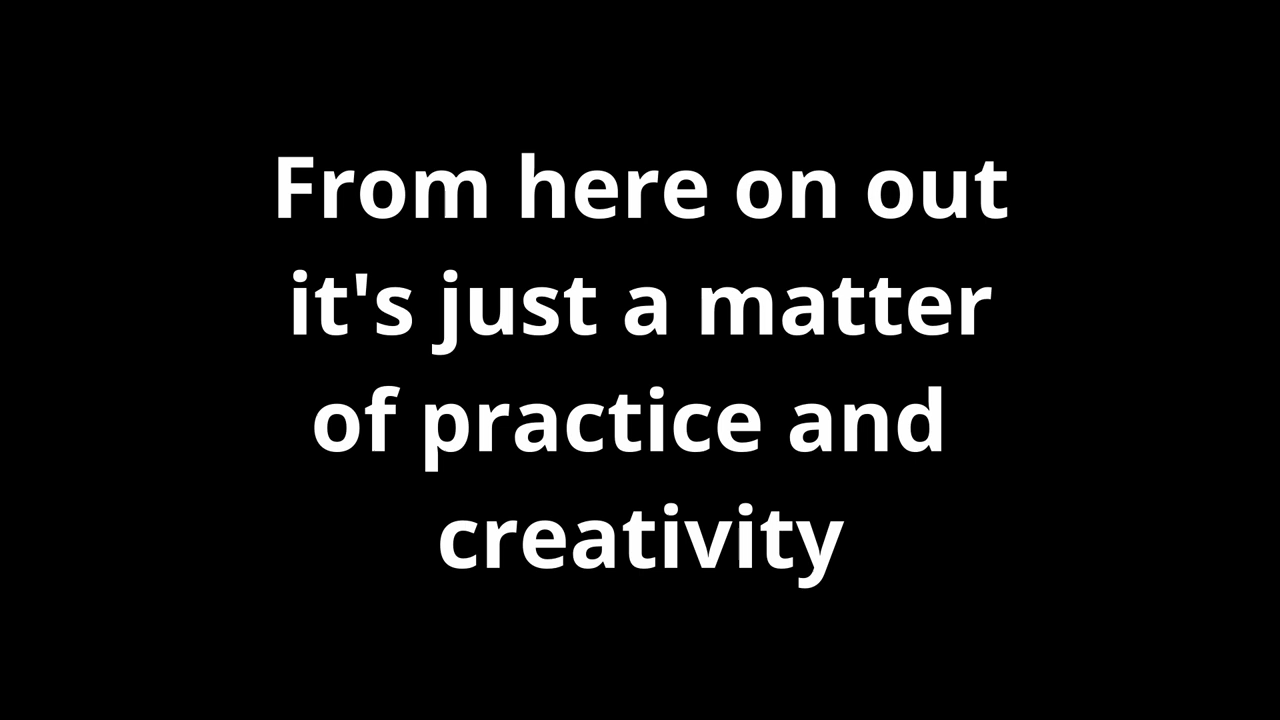 From here on out
it's just a matter
of practice and
creativity